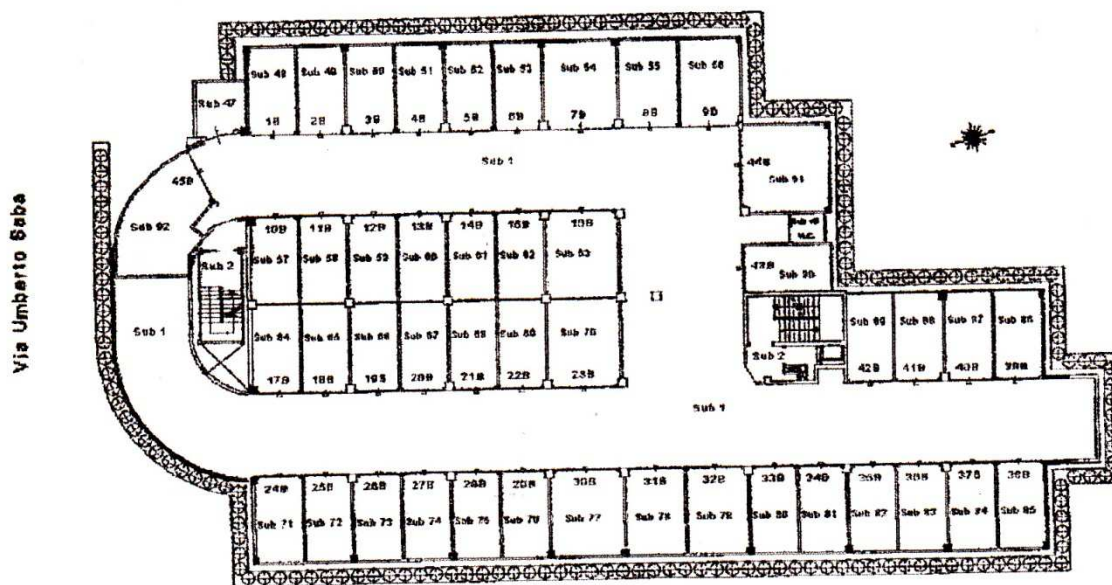 Via Umberto Saba
Sub 47
Sub 48 Sub 49 Sub 50 Sub 51 Sub 52 Sub 53 Sub 54 Sub 55 Sub 56
1B 2B 3B 4B 5B 6B 7B 8B 9B
Sub 1
44B
Sub 91
45B
Sub 92
W.C.
10B 11B 12B 13B 14B 15B 16B
Sub 57 Sub 58 Sub 59 Sub 60 Sub 61 Sub 62 Sub 63
Sub 2
43B
Sub 90
Sub 1
Sub 64 Sub 65 Sub 66 Sub 67 Sub 68 Sub 69 Sub 70
17B 18B 19B 20B 21B 22B 23B
Sub 2
Sub 89 Sub 88 Sub 87 Sub 86
42B 41B 40B 39B
Sub 1
24B 25B 26B 27B 28B 29B 30B 31B 32B 33B 34B 35B 36B 37B 38B
Sub 71 Sub 72 Sub 73 Sub 74 Sub 75 Sub 76 Sub 77 Sub 78 Sub 79 Sub 80 Sub 81 Sub 82 Sub 83 Sub 84 Sub 85